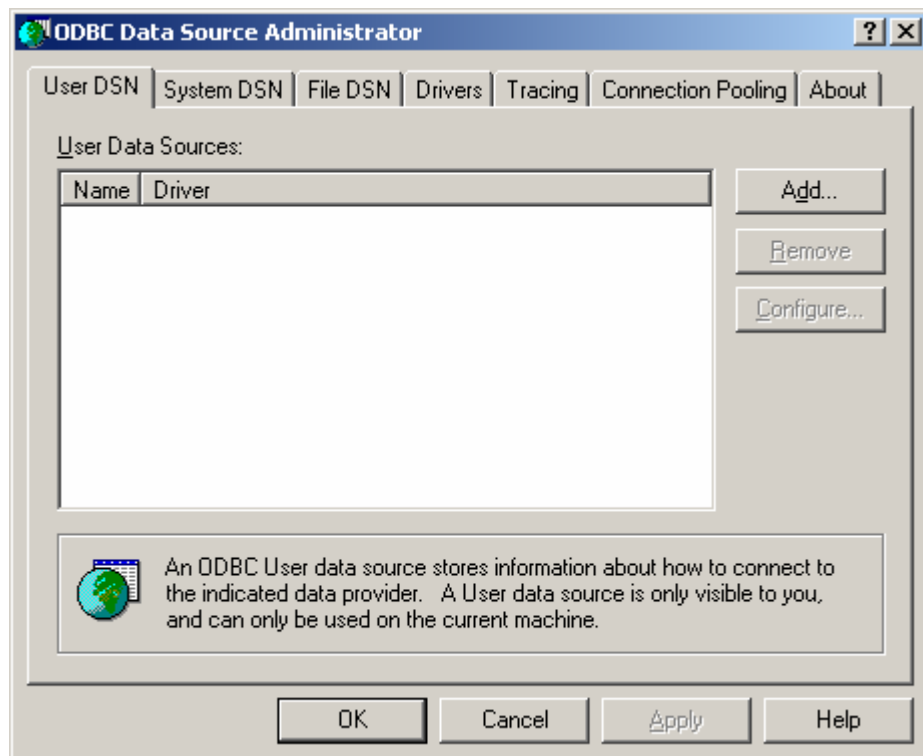 ODBC Data Source Administrator
User DSN System DSN File DSN Drivers Tracing Connection Pooling About
User Data Sources:
Name Driver
Add...
Remove
Configure...
An ODBC User data source stores information about how to connect to
the indicated data provider. A User data source is only visible to you,
and can only be used on the current machine.
OK Cancel Apply Help